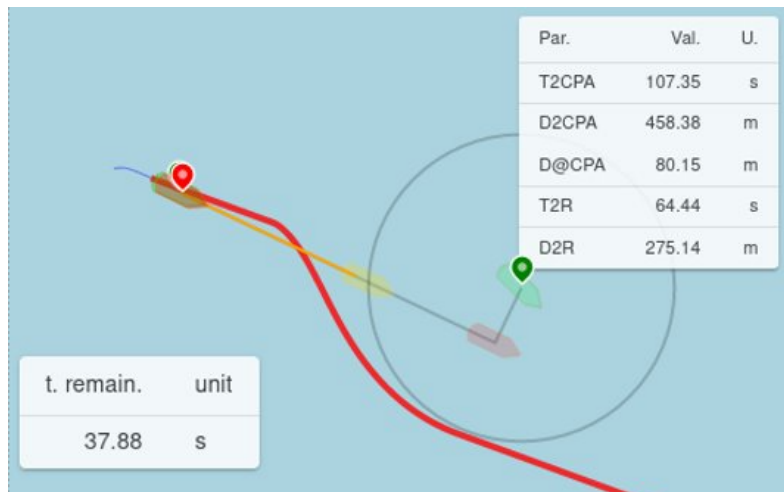 Par. Val. U.
T2CPA 107.35 s
D2CPA 458.38 m
D@CPA 80.15 m
T2R 64.44 s
D2R 275.14 m
t. remain. unit
37.88 s